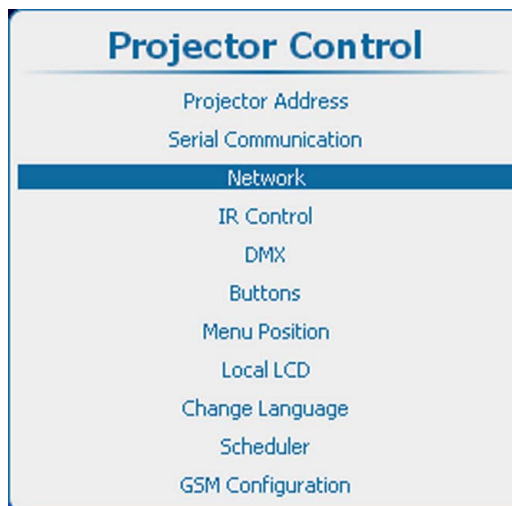 Projector Control
Projector Address
Serial Communication
Network
IR Control
DMX
Buttons
Menu Position
Local LCD
Change Language
Scheduler
GSM Configuration